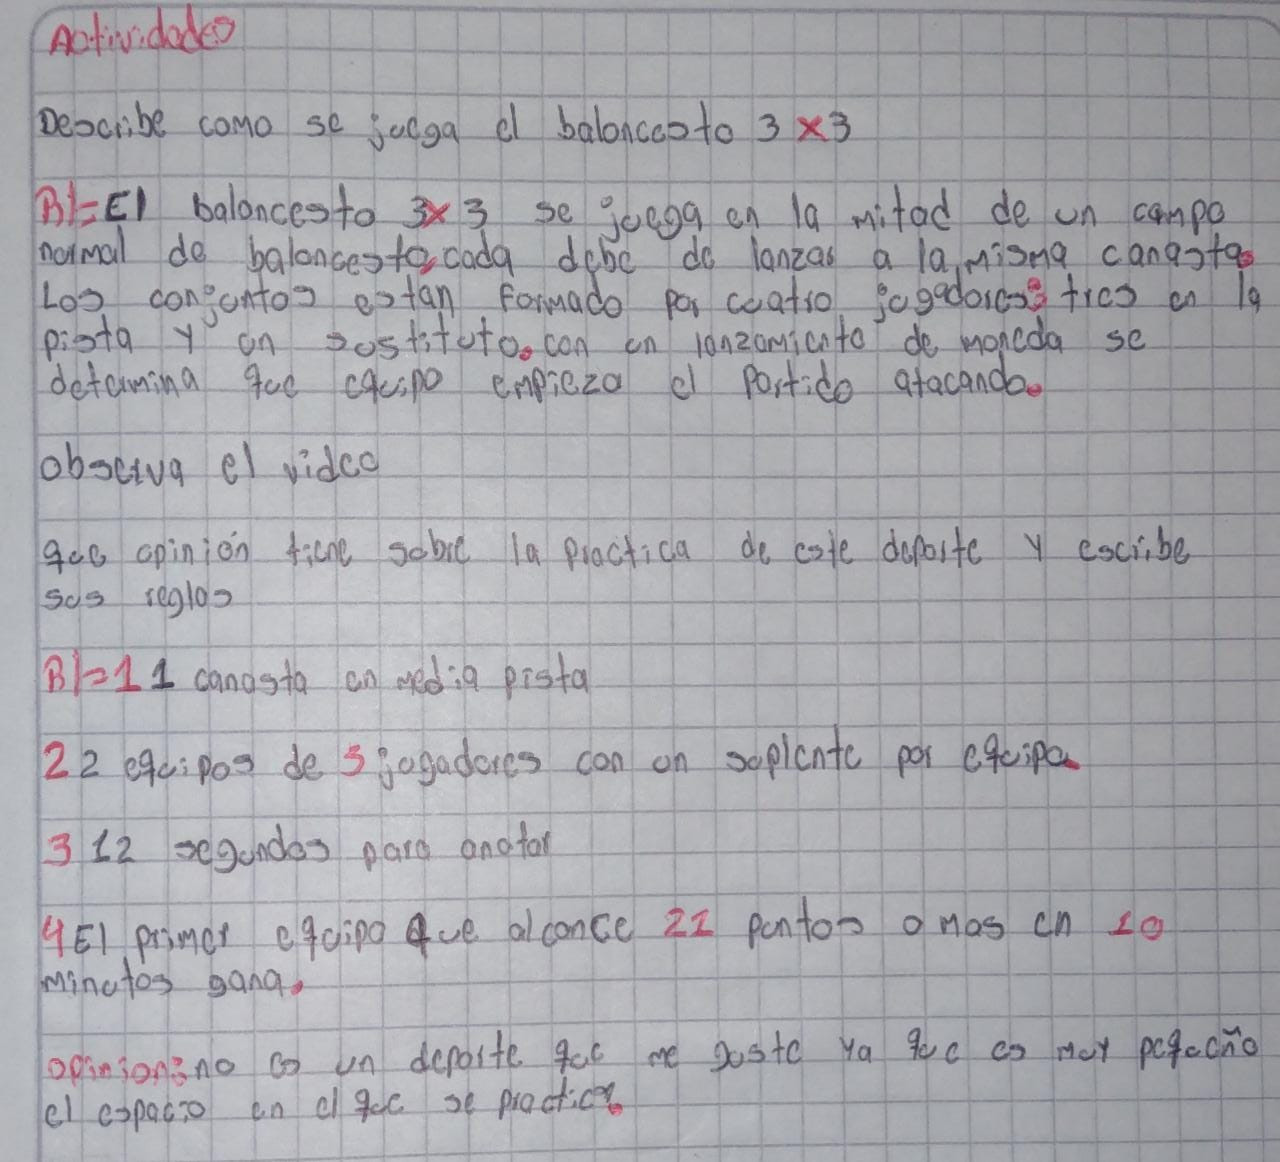 Actividades
Describe como se juega el baloncesto 3 x 3
R/= El baloncesto 3x3 se juega en la mitad de un campo
normal de baloncesto, cada debe de lanzas a la misma canasta.
Los conjuntos estan formado por cuatro jugadores: tres en la
pista y un sustituto. con un lanzamiento de moneda se
determina que equipo empieza el partido atacando.
observa el video
que opinión tiene sobre la practica de este deporte y escribe
sus reglas
R/= 1 1 canasta en media pista
2 2 equipos de 3 jugadores con un suplente por equipo.
3 12 segundos para anotar
4 El primer equipo que alcance 21 puntos o mas en 10
minutos gana.
opinion: no es un deporte que me guste ya que es muy pequeño
el espacio en el que se practica.